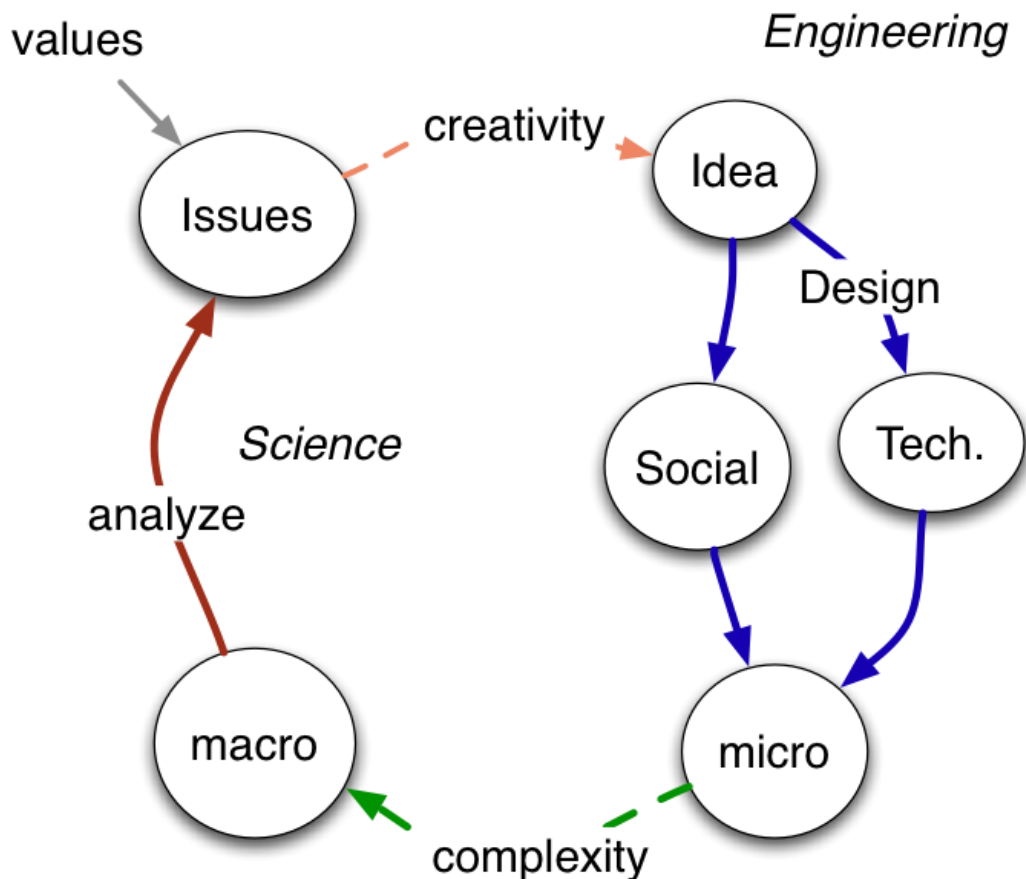 values
Engineering
creativity
Idea
Issues
Design
Science
Social
Tech.
analyze
macro
micro
complexity